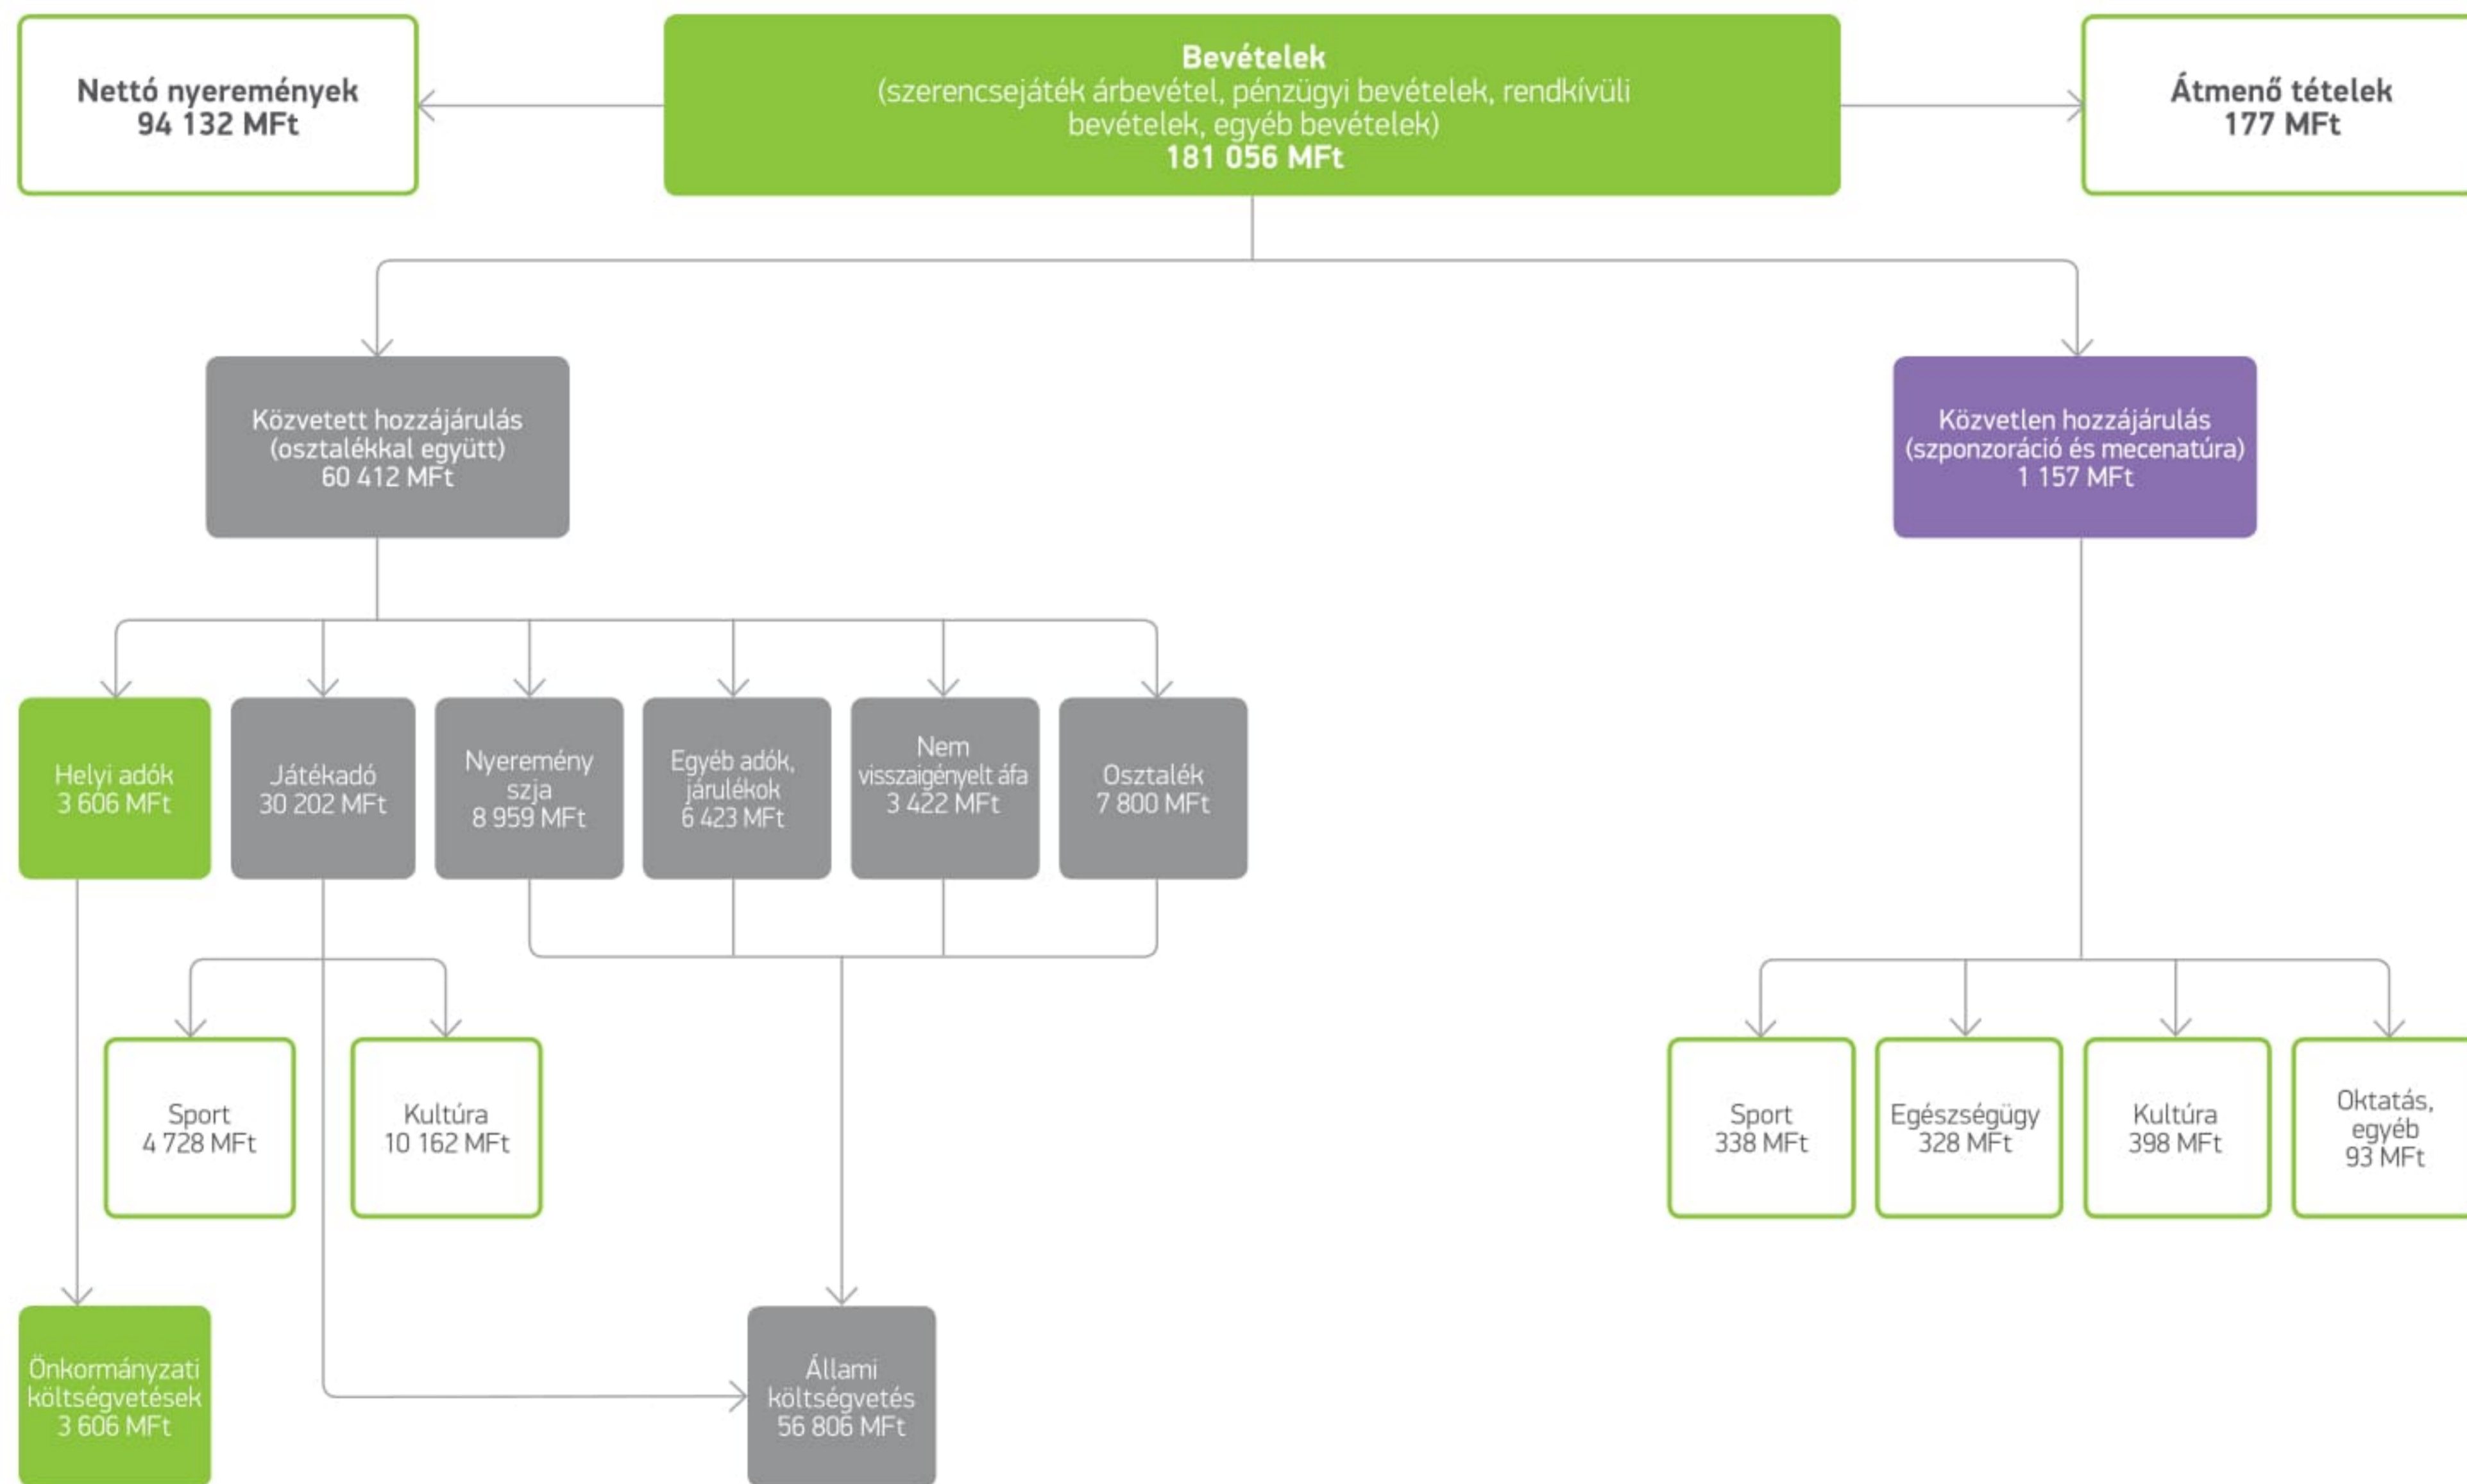 Nettó nyeremények
94 132 MFt
Bevételek
(szerencsejáték árbevétel, pénzügyi bevételek, rendkívüli
bevételek, egyéb bevételek)
181 056 MFt
Átmenő tételek
177 MFt
Közvetett hozzájárulás
(osztalékkal együtt)
60 412 MFt
Közvetlen hozzájárulás
(szponzoráció és mecenatúra)
1 157 MFt
Helyi adók
3 606 MFt
Játékadó
30 202 MFt
Nyeremény
szja
8 959 MFt
Egyéb adók,
járulékok
6 423 MFt
Nem
visszaigényelt áfa
3 422 MFt
Osztalék
7 800 MFt
Sport
4 728 MFt
Kultúra
10 162 MFt
Sport
338 MFt
Egészségügy
328 MFt
Kultúra
398 MFt
Oktatás,
egyéb
93 MFt
Önkormányzati
költségvetések
3 606 MFt
Állami
költségvetés
56 806 MFt